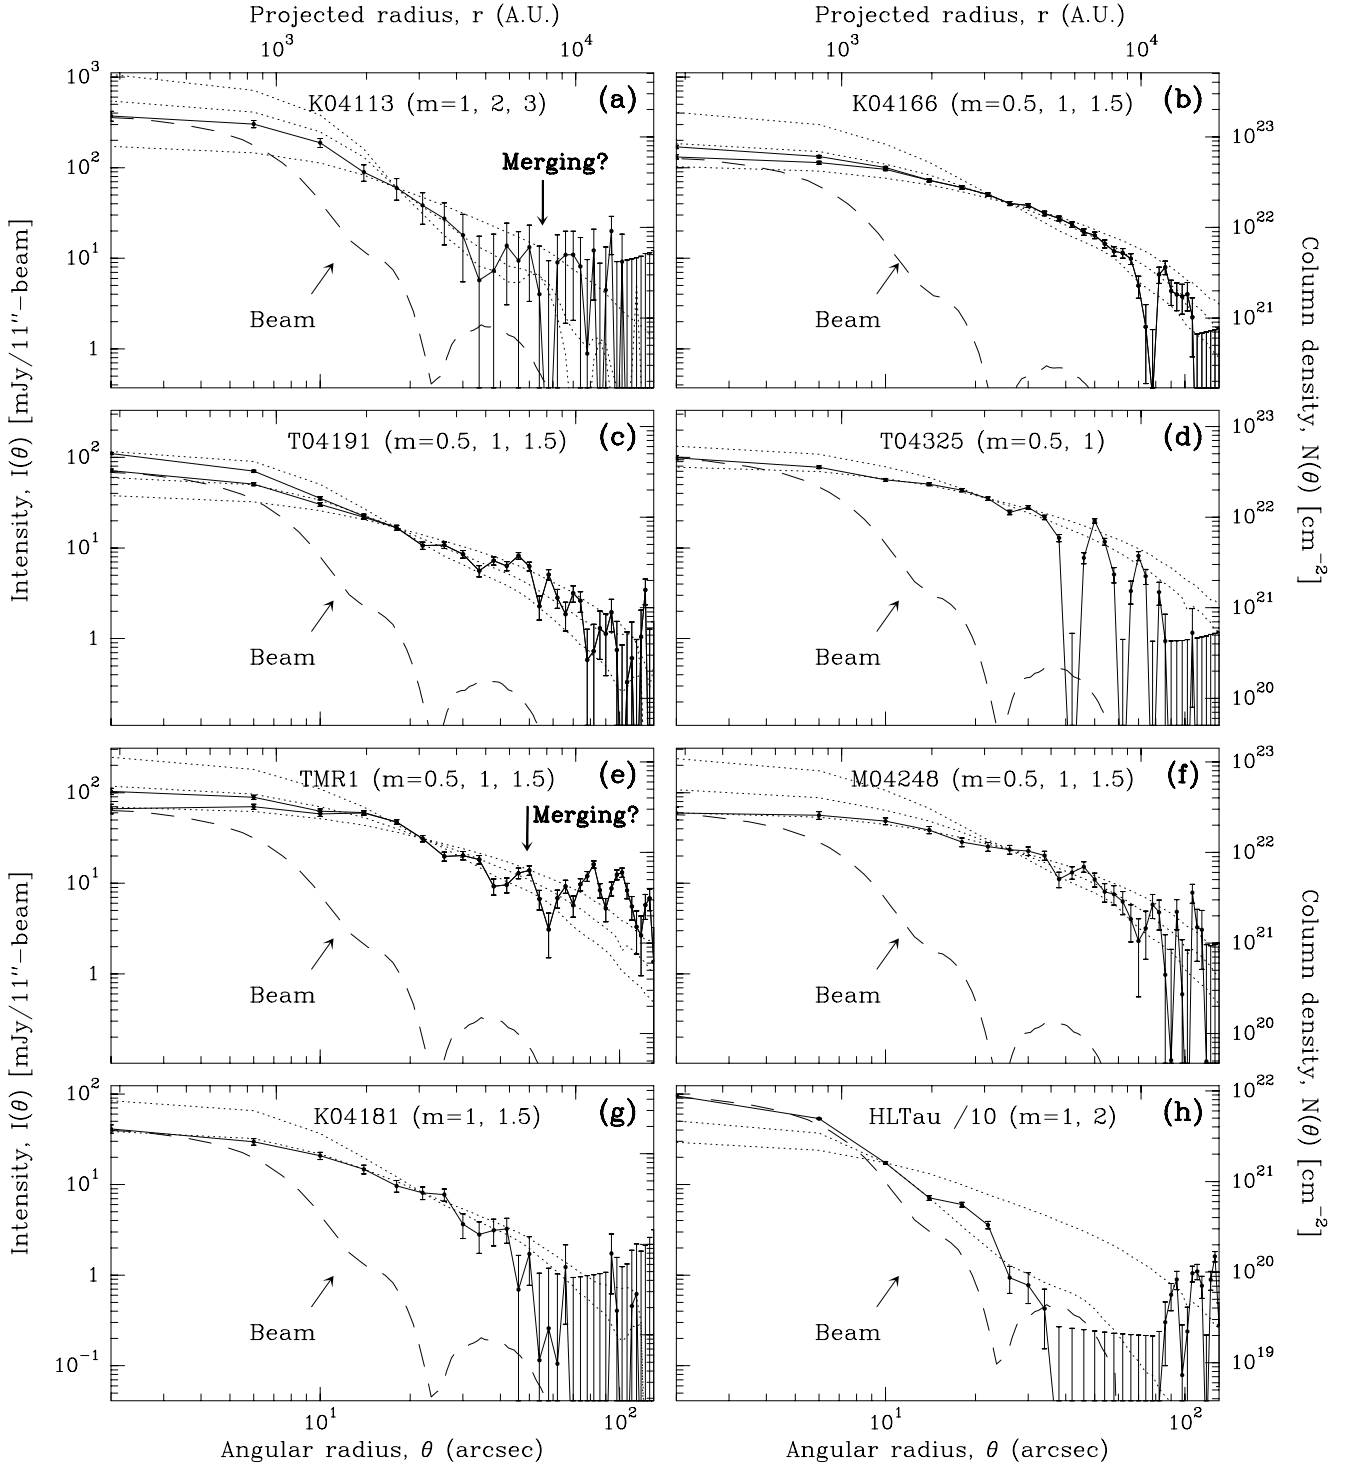 Projected radius, r (A.U.)
Projected radius, r (A.U.)
10³ 10⁴
10³ 10⁴
K04113 (m=1, 2, 3) (a)
Merging?
Beam
10³
10²
10
1
K04166 (m=0.5, 1, 1.5) (b)
Beam
10²³
10²²
10²¹
T04191 (m=0.5, 1, 1.5) (c)
Beam
10²
10
1
T04325 (m=0.5, 1) (d)
Beam
10²³
10²²
10²¹
10²⁰
Intensity, I(θ) [mJy/11″−beam]
Column density, N(θ) [cm⁻²]
TMR1 (m=0.5, 1, 1.5) (e)
Merging?
Beam
10²
10
1
M04248 (m=0.5, 1, 1.5) (f)
Beam
10²³
10²²
10²¹
10²⁰
K04181 (m=1, 1.5) (g)
Beam
10²
10
1
10⁻¹
HLTau /10 (m=1, 2) (h)
Beam
10²²
10²¹
10²⁰
10¹⁹
Intensity, I(θ) [mJy/11″−beam]
Column density, N(θ) [cm⁻²]
10¹ 10²
10¹ 10²
Angular radius, θ (arcsec)
Angular radius, θ (arcsec)